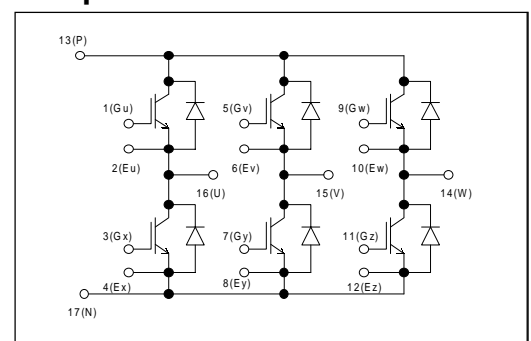 13(P)
1(Gu) 5(Gv) 9(Gw)
2(Eu) 6(Ev) 10(Ew)
16(U) 15(V) 14(W)
3(Gx) 7(Gy) 11(Gz)
4(Ex) 8(Ey) 12(Ez)
17(N)